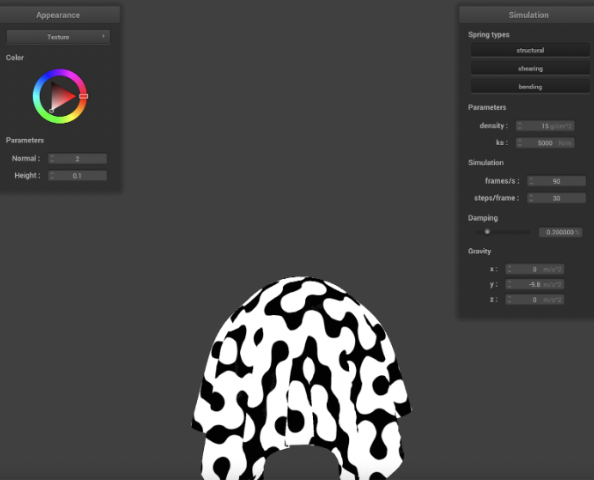 Appearance
Texture
Color
Parameters
Normal : 2
Height : 0.1
Simulation
Spring types
structural
shearing
bending
Parameters
density : 15 g/cm^2
ks : 5000 N/m
Simulation
frames/s : 90
steps/frame : 30
Damping
0.200000 %
Gravity
x : 0 m/s^2
y : -9.8 m/s^2
z : 0 m/s^2